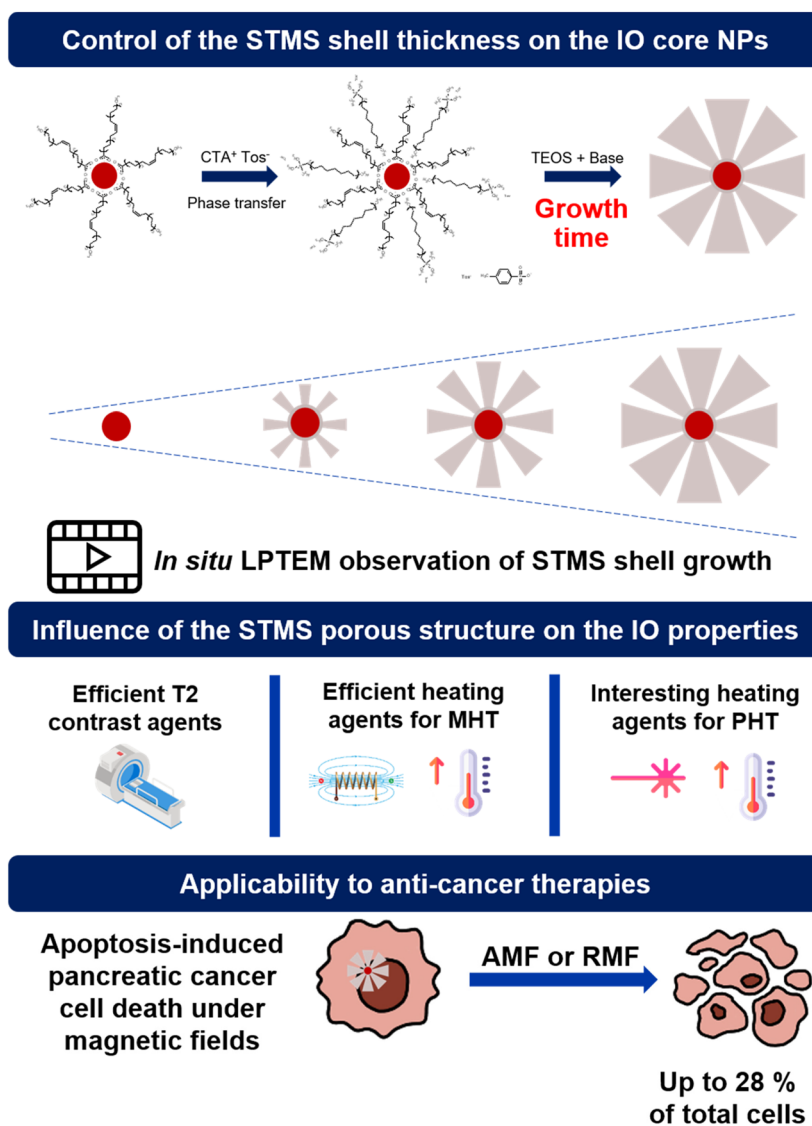 Control of the STMS shell thickness on the IO core NPs
CTA⁺ Tos⁻
Phase transfer
TEOS + Base
Growth
time
In situ LPTEM observation of STMS shell growth
Influence of the STMS porous structure on the IO properties
Efficient T2
contrast agents
Efficient heating
agents for MHT
Interesting heating
agents for PHT
Applicability to anti-cancer therapies
Apoptosis-induced
pancreatic cancer
cell death under
magnetic fields
AMF or RMF
Up to 28 %
of total cells